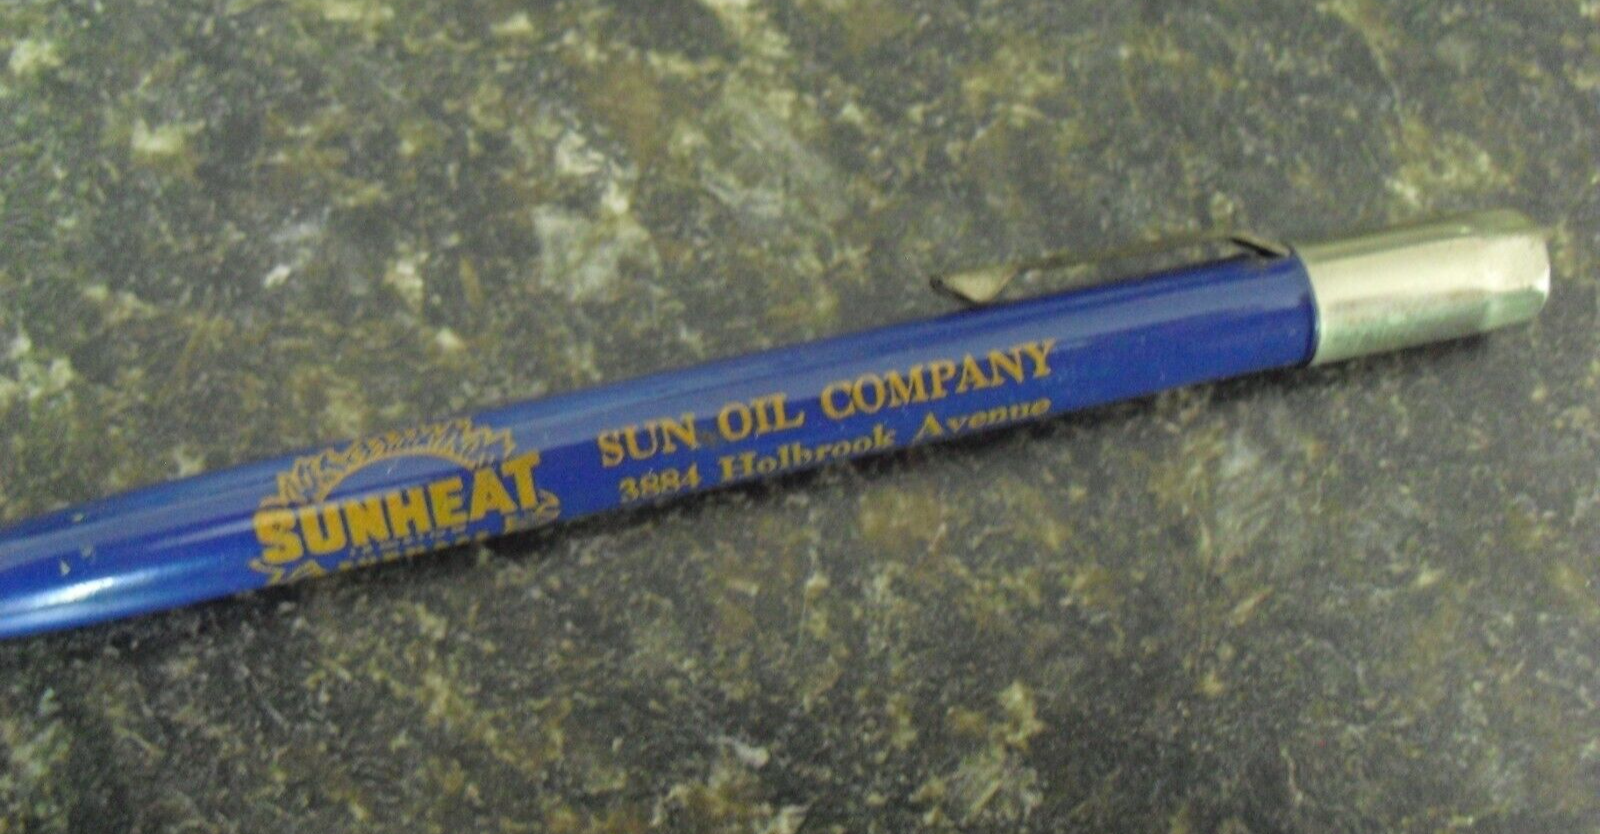 SUNHEAT
SUN OIL COMPANY
3884 Holbrook Avenue